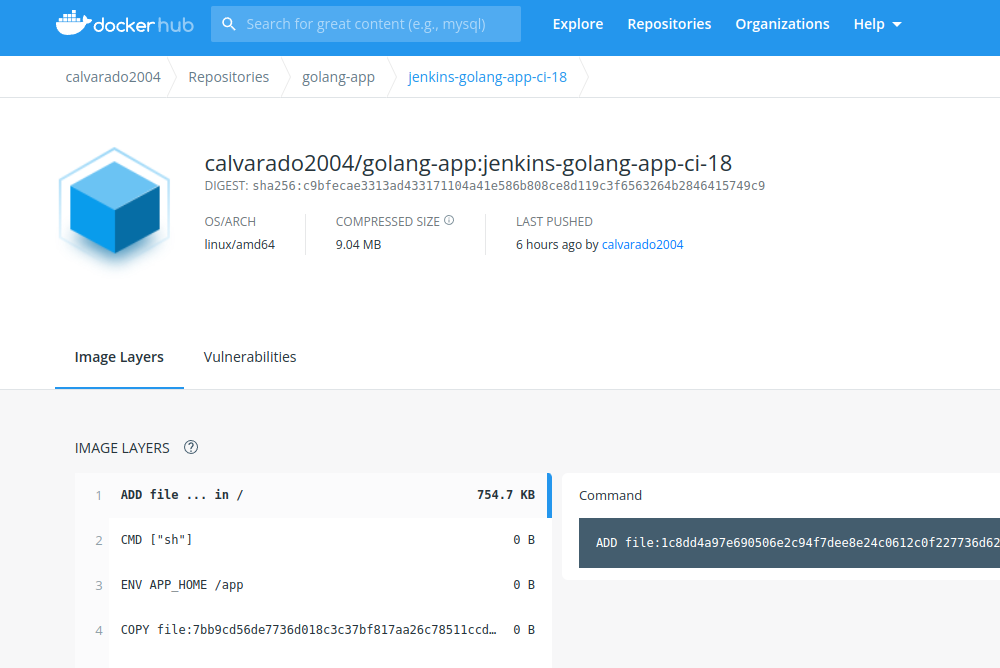 docker hub Search for great content (e.g., mysql) Explore Repositories Organizations Help
calvarado2004 Repositories golang-app jenkins-golang-app-ci-18
calvarado2004/golang-app:jenkins-golang-app-ci-18
DIGEST: sha256:c9bfecae3313ad433171104a41e586b808ce8d119c3f6563264b2846415749c9
OS/ARCH COMPRESSED SIZE LAST PUSHED
linux/amd64 9.04 MB 6 hours ago by calvarado2004
Image Layers Vulnerabilities
IMAGE LAYERS ?
1 ADD file ... in / 754.7 KB Command
2 CMD ["sh"] 0 B ADD file:1c8dd4a97e690506e2c94f7dee8e24c0612c0f227736d62
3 ENV APP_HOME /app 0 B
4 COPY file:7bb9cd56de7736d018c3c37bf817aa26c78511ccd… 0 B